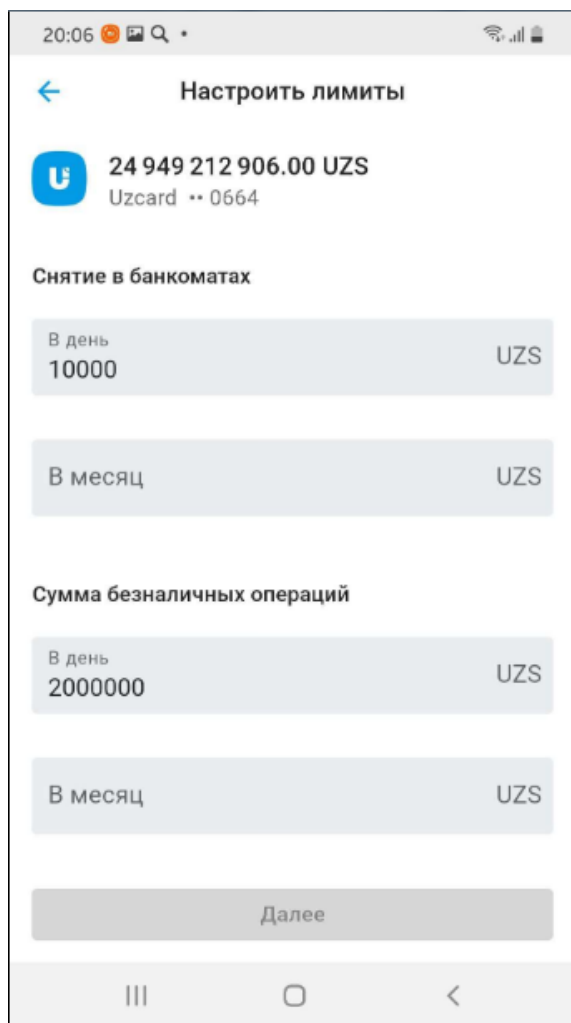 20:06
Настроить лимиты
24 949 212 906.00 UZS
Uzcard •• 0664
Снятие в банкоматах
В день
10000 UZS
В месяц UZS
Сумма безналичных операций
В день
2000000 UZS
В месяц UZS
Далее